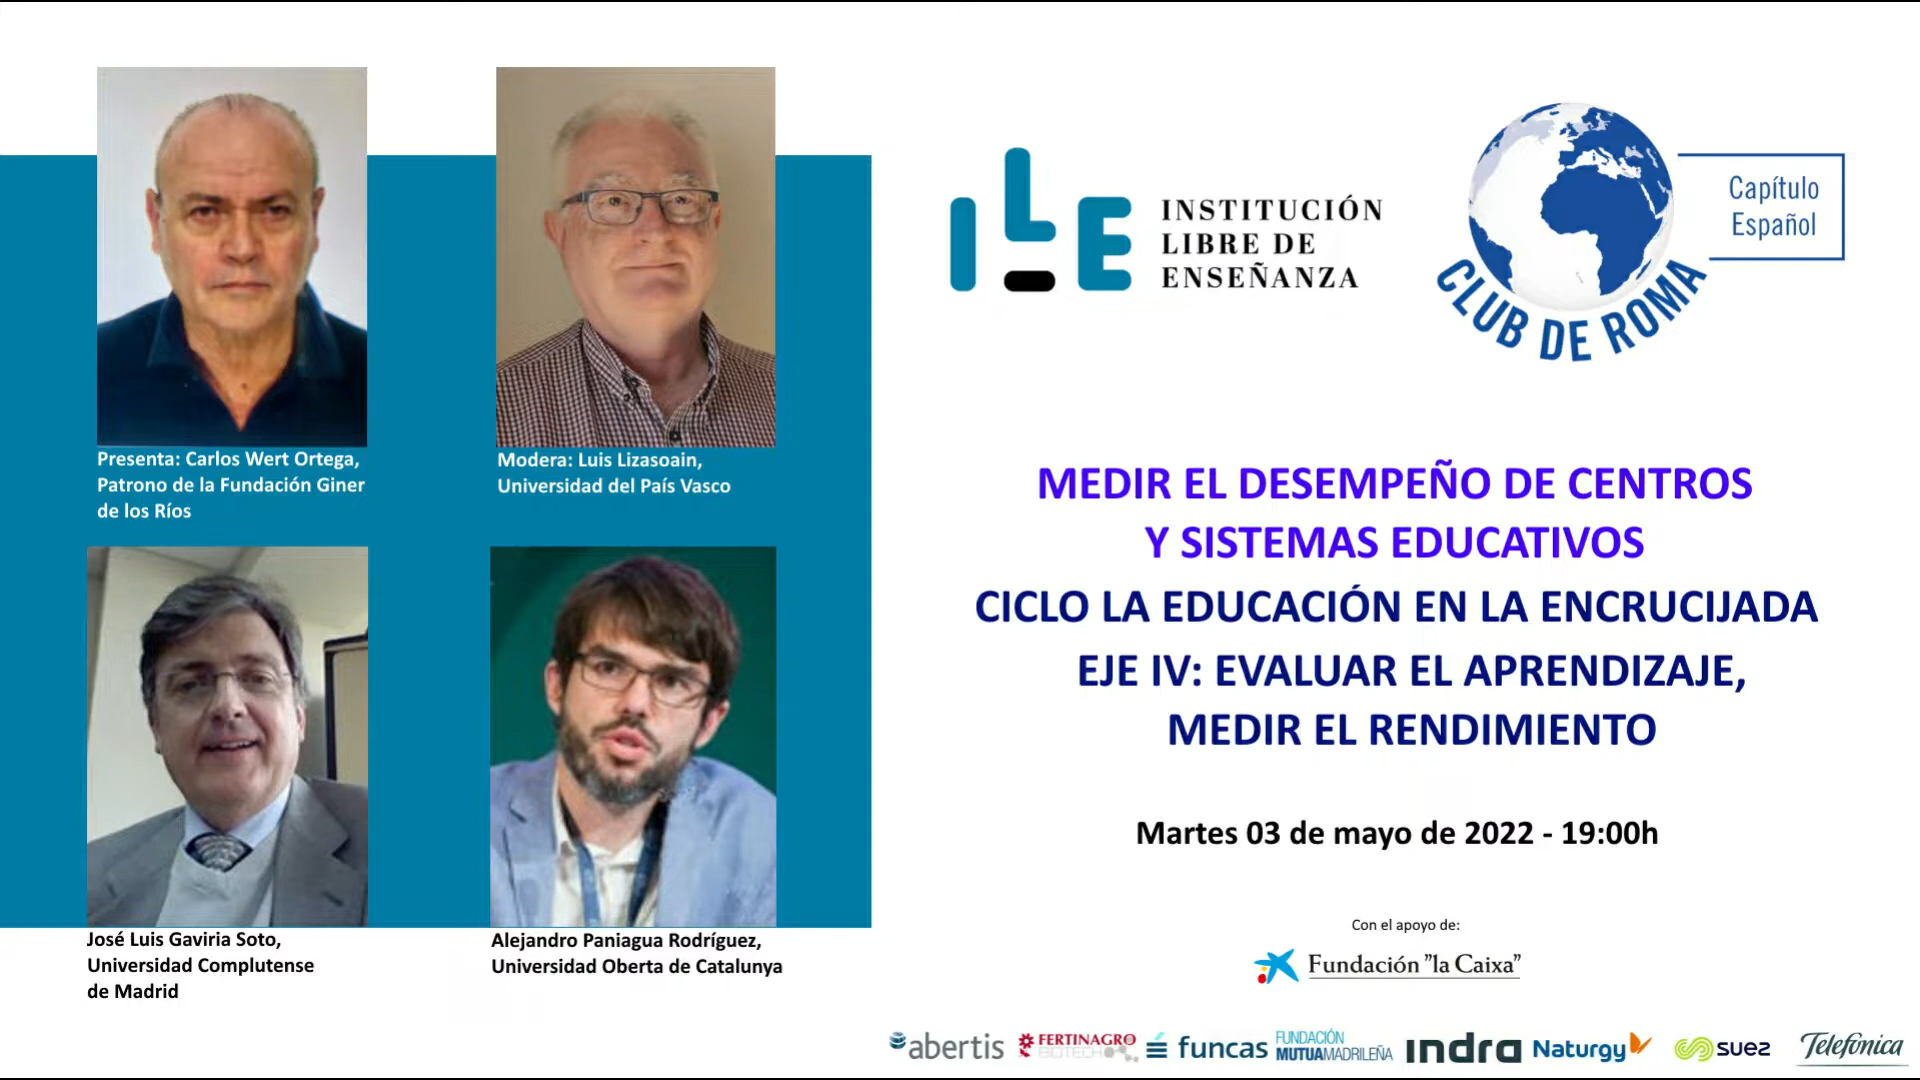 Presenta: Carlos Wert Ortega,
Patrono de la Fundación Giner
de los Ríos
Modera: Luis Lizasoain,
Universidad del País Vasco
José Luis Gaviria Soto,
Universidad Complutense
de Madrid
Alejandro Paniagua Rodríguez,
Universidad Oberta de Catalunya
ILE
INSTITUCIÓN
LIBRE DE
ENSEÑANZA
Capítulo
Español
CLUB DE ROMA
MEDIR EL DESEMPEÑO DE CENTROS
Y SISTEMAS EDUCATIVOS
CICLO LA EDUCACIÓN EN LA ENCRUCIJADA
EJE IV: EVALUAR EL APRENDIZAJE,
MEDIR EL RENDIMIENTO
Martes 03 de mayo de 2022 - 19:00h
Con el apoyo de:
Fundación "la Caixa"
abertis
FERTINAGRO
BIOTECH
funcas
FUNDACIÓN
MUTUAMADRILEÑA
indra
Naturgy
suez
Telefónica